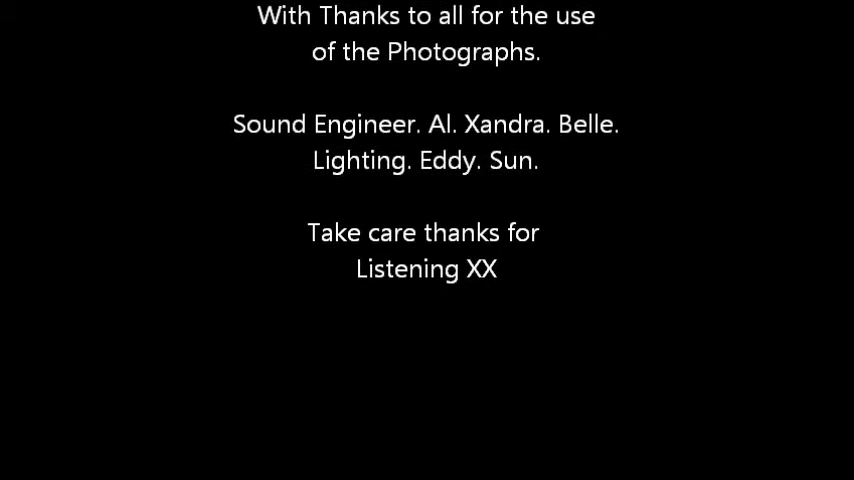 With Thanks to all for the use
of the Photographs.
Sound Engineer. Al. Xandra. Belle.
Lighting. Eddy. Sun.
Take care thanks for
Listening XX